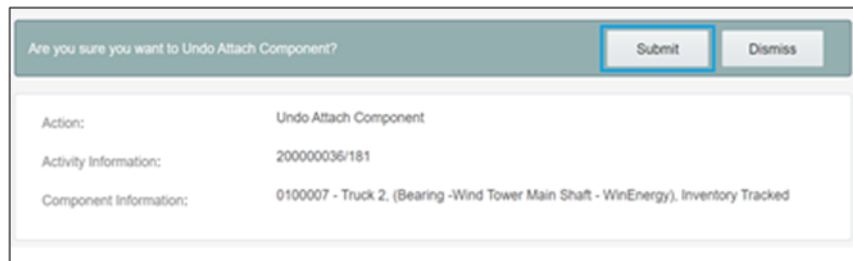 Are you sure you want to Undo Attach Component? Submit Dismiss
Action: Undo Attach Component
Activity Information: 200000036/181
Component Information: 0100007 - Truck 2, (Bearing -Wind Tower Main Shaft - WinEnergy), Inventory Tracked